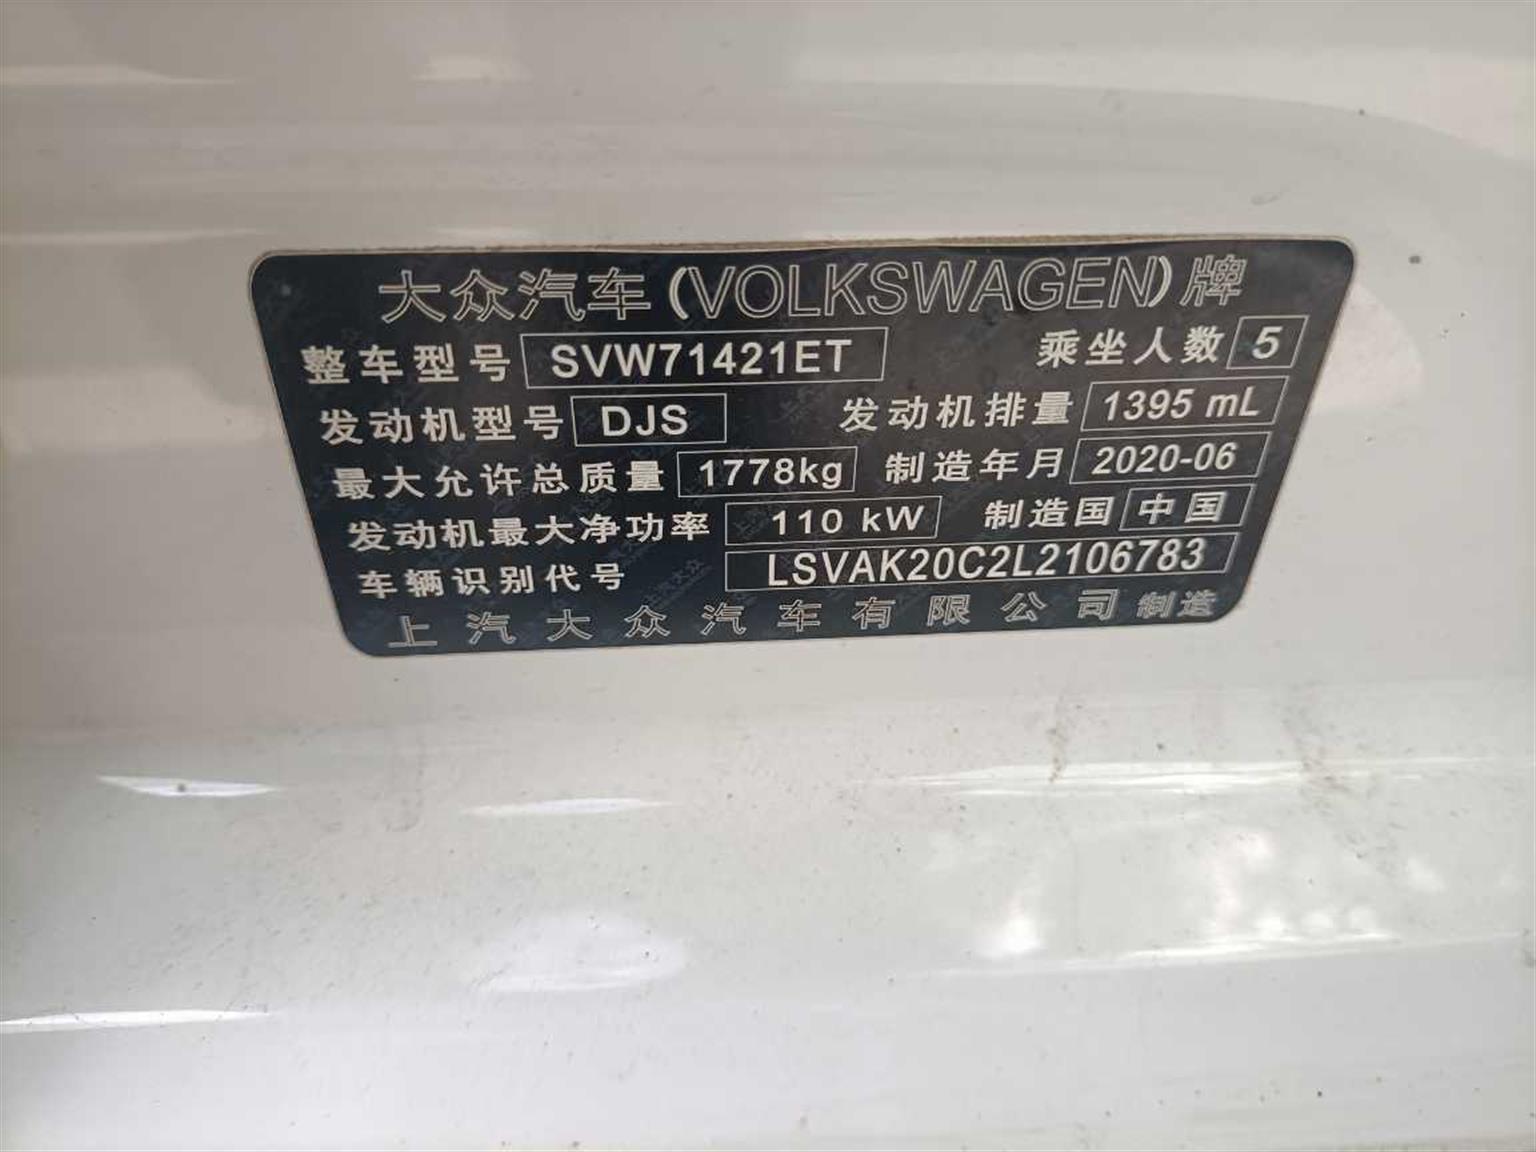 大众汽车(VOLKSWAGEN)牌
整车型号 SVW71421ET 乘坐人数 5
发动机型号 DJS 发动机排量 1395 mL
最大允许总质量 1778kg 制造年月 2020-06
发动机最大净功率 110 kW 制造国 中国
车辆识别代号 LSVAK20C2L2106783
上汽大众汽车有限公司制造